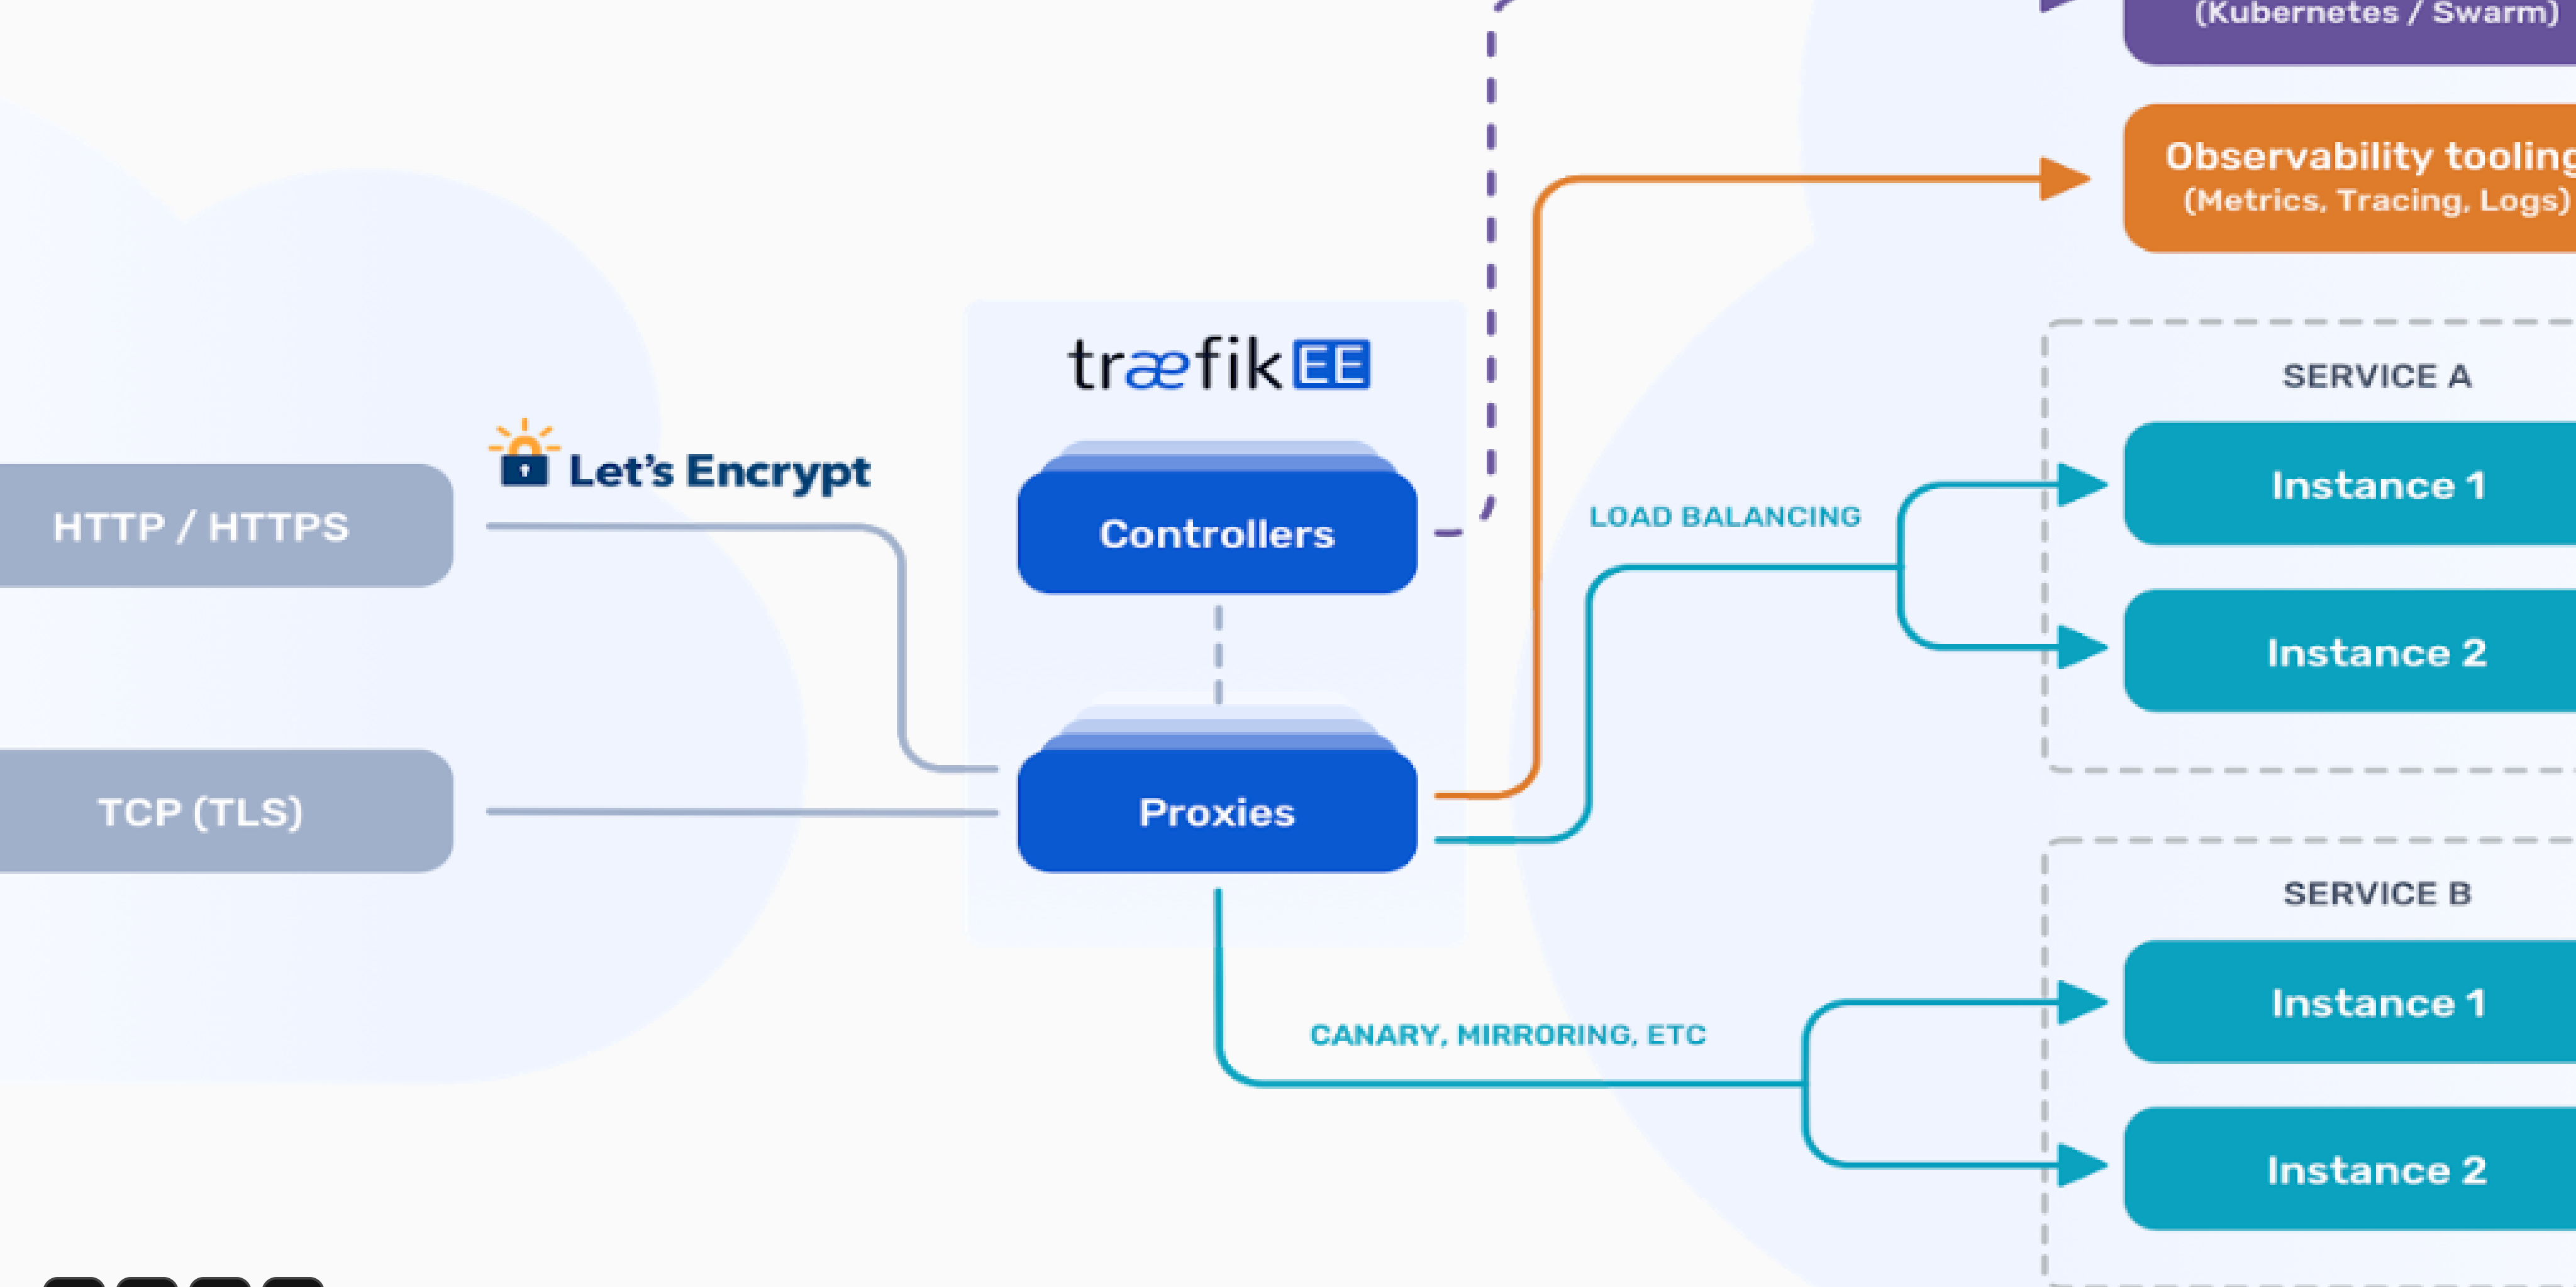 (Kubernetes / Swarm)
Observability tooling
(Metrics, Tracing, Logs)
træfik EE
SERVICE A
Let's Encrypt
HTTP / HTTPS
Controllers
LOAD BALANCING
Instance 1
Instance 2
TCP (TLS)
Proxies
SERVICE B
Instance 1
CANARY, MIRRORING, ETC
Instance 2